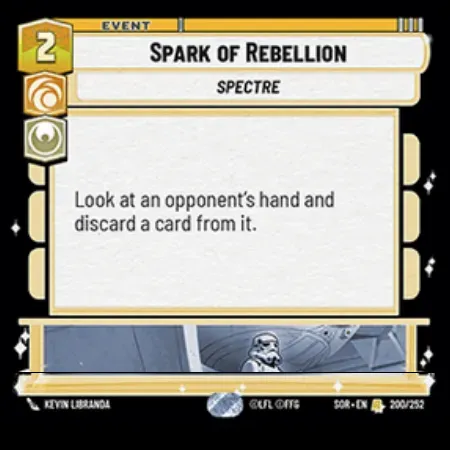 EVENT
2
SPARK OF REBELLION
SPECTRE
Look at an opponent's hand and
discard a card from it.
KEVIN LIBRANDA
©LFL ©FFG
SOR • EN
200/252